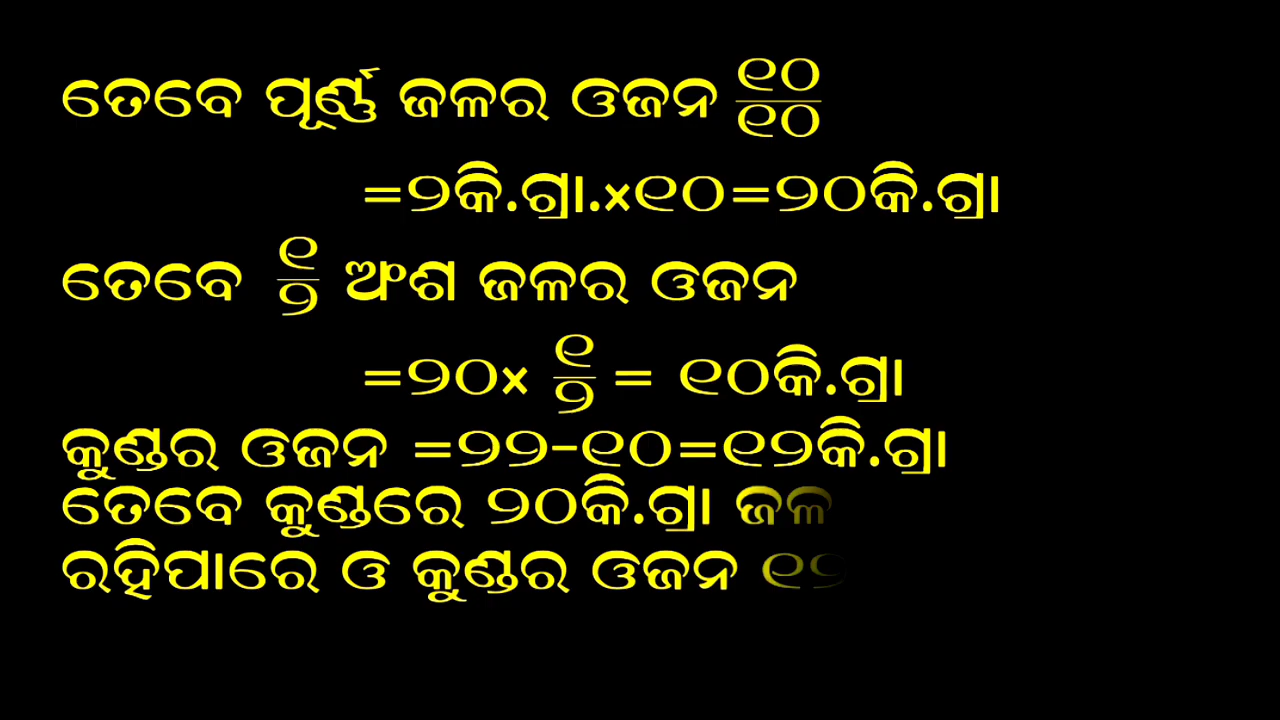 ତେବେ ପୂର୍ଣ୍ଣ ଜଳର ଓଜନ ୧୦/୧୦
=୨କି.ଗ୍ରା.×୧୦=୨୦କି.ଗ୍ରା
ତେବେ ୧/୨ ଅଂଶ ଜଳର ଓଜନ
=୨୦× ୧/୨ = ୧୦କି.ଗ୍ରା
କୁଣ୍ଡର ଓଜନ =୨୨-୧୦=୧୨କି.ଗ୍ରା
ତେବେ କୁଣ୍ଡରେ ୨୦କି.ଗ୍ରା ଜଳ
ରହିପାରେ ଓ କୁଣ୍ଡର ଓଜନ ୧୨